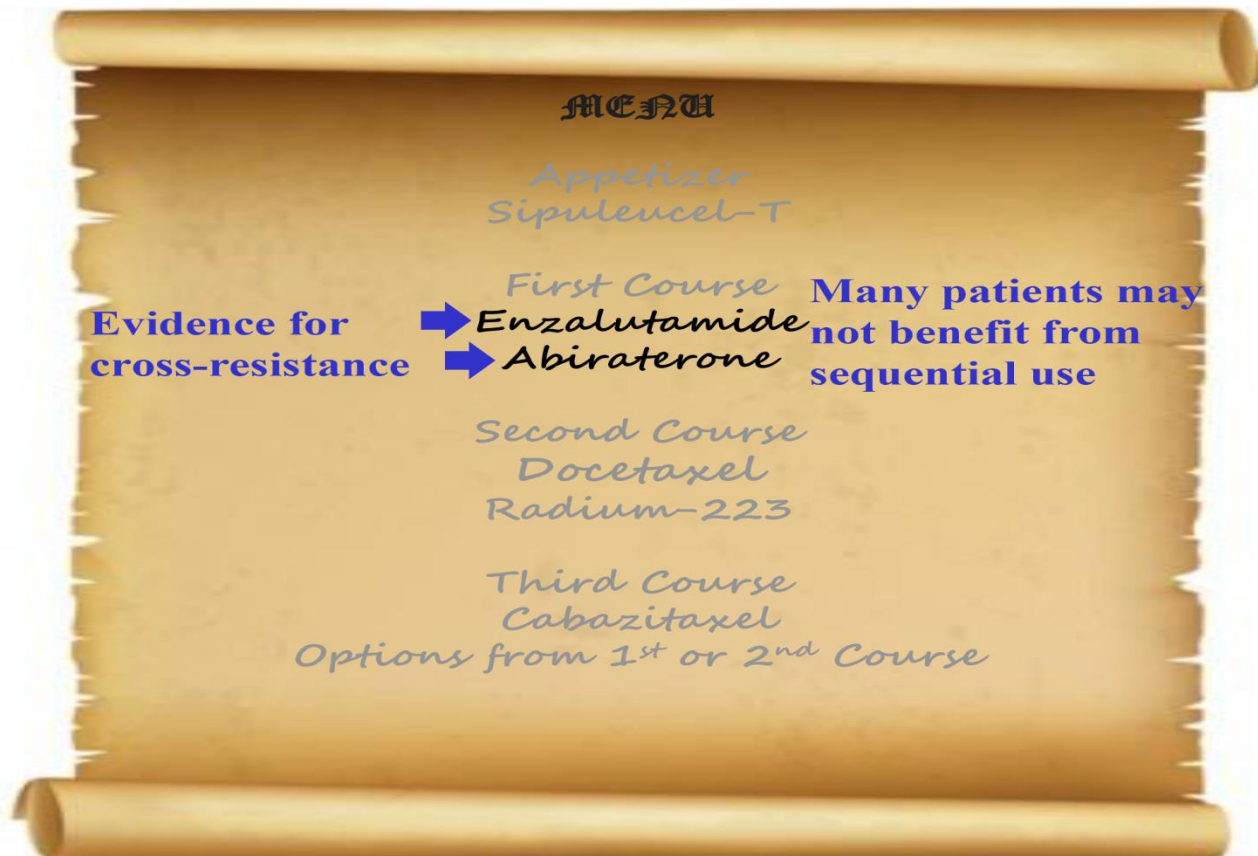 MENU
Appetizer
Sipuleucel-T
First Course
Enzalutamide
Abiraterone
Evidence for
cross-resistance
Many patients may
not benefit from
sequential use
Second Course
Docetaxel
Radium-223
Third Course
Cabazitaxel
Options from 1st or 2nd Course